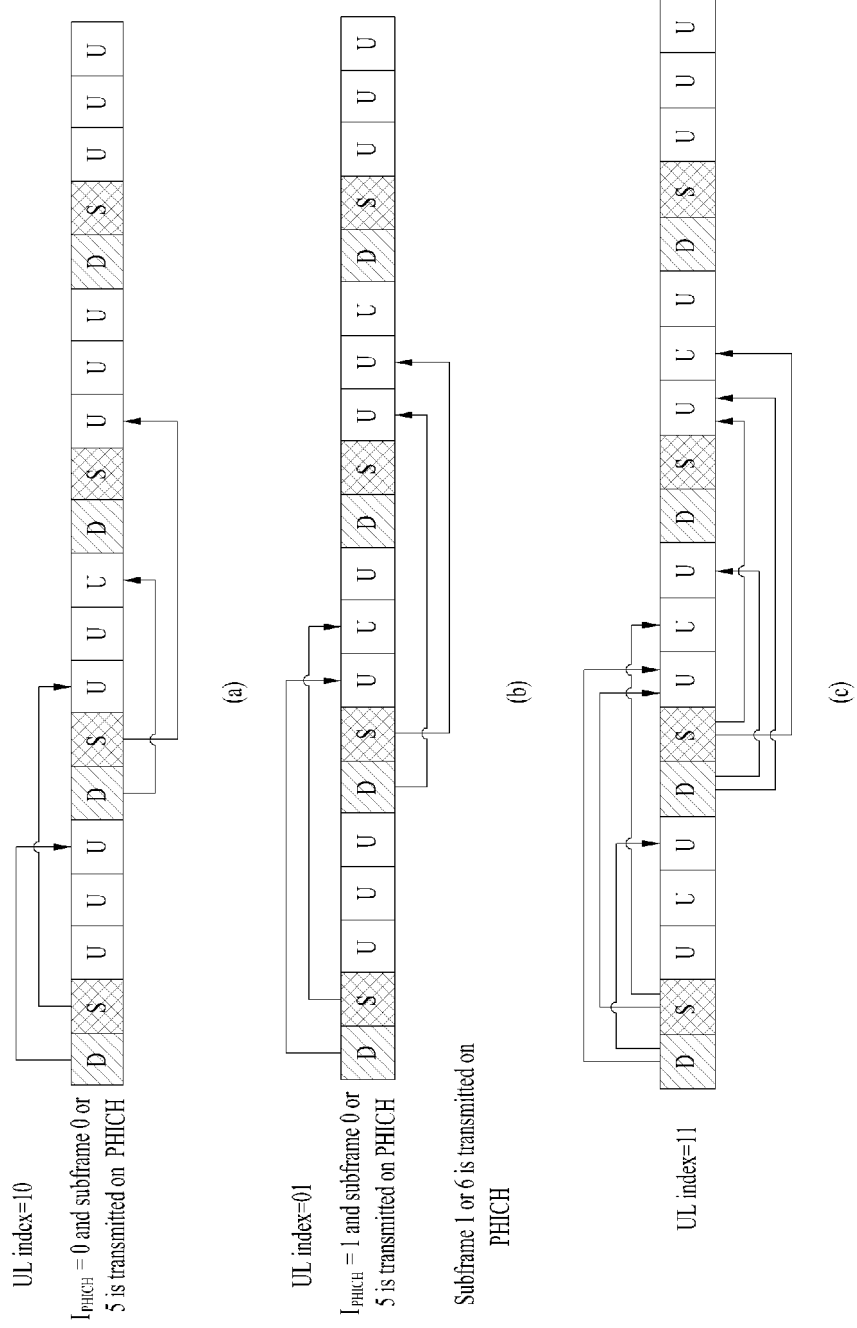 UL index=10
I_PHICH = 0 and subframe 0 or
5 is transmitted on PHICH
D S U U U D S U U U D S U U U D S U U U
(a)
UL index=01
I_PHICH = 1 and subframe 0 or
5 is transmitted on PHICH
D S U U U D S U U U D S U U U D S U U U
Subframe 1 or 6 is transmitted on
PHICH
(b)
UL index=11
D S U U U D S U U U D S U U U D S U U U
(c)